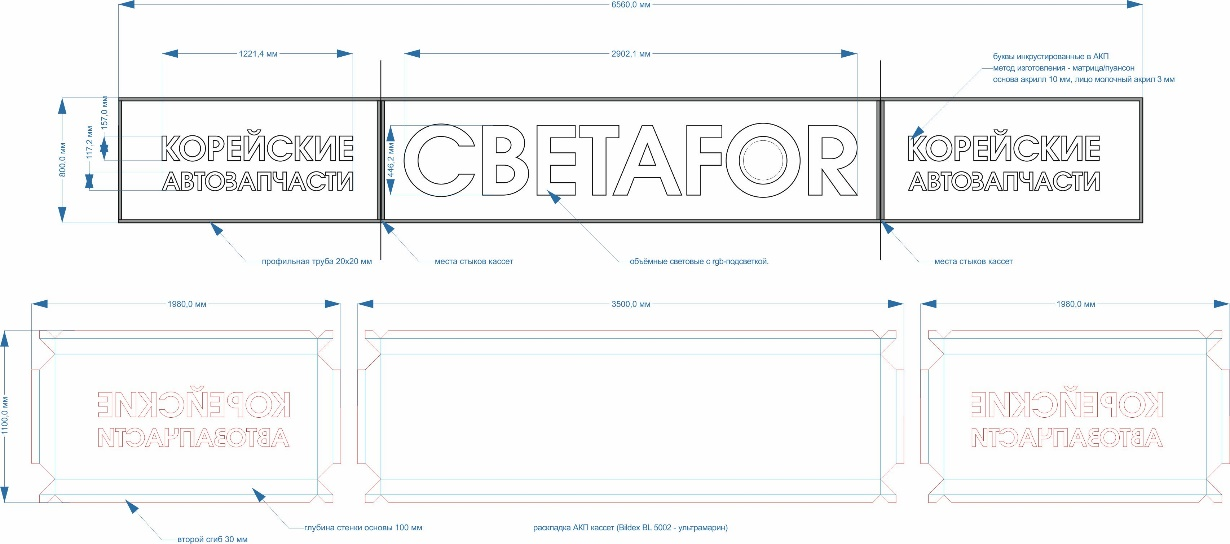 6560,0 мм
1221,4 мм
2902,1 мм
буквы инкрустированные в АКП
метод изготовления - матрица/пуансон
основа акрилл 10 мм, лицо молочный акрил 3 мм
800,0 мм
117,2 мм
157,0 мм
446,2 мм
КОРЕЙСКИЕ
АВТОЗАПЧАСТИ
СВЕТАFOR
КОРЕЙСКИЕ
АВТОЗАПЧАСТИ
профильная труба 20х20 мм
места стыков кассет
объёмные световые с rgb-подсветкой.
места стыков кассет
1980,0 мм
3500,0 мм
1980,0 мм
1100,0 мм
КОРЕЙСКИЕ
АВТОЗАПЧАСТИ
КОРЕЙСКИЕ
АВТОЗАПЧАСТИ
глубина стенки основы 100 мм
второй сгиб 30 мм
раскладка АКП кассет (Bildex BL 5002 - ультрамарин)